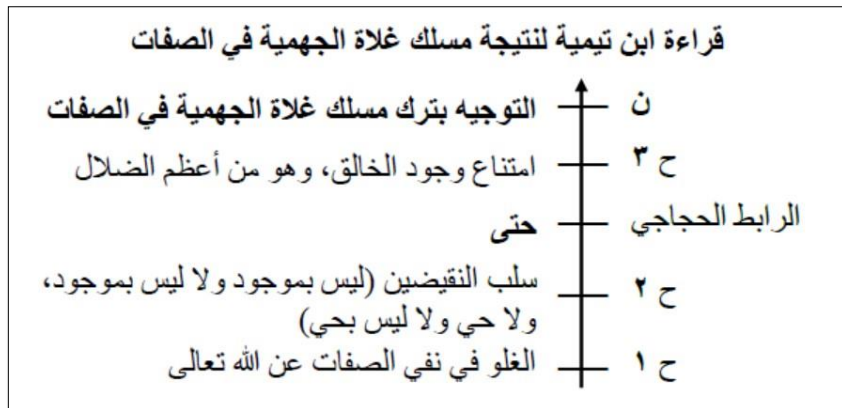 قراءة ابن تيمية لنتيجة مسلك غلاة الجهمية في الصفات
ن التوجيه بترك مسلك غلاة الجهمية في الصفات
ح ٣ امتناع وجود الخالق، وهو من أعظم الضلال
الرابط الحجاجي حتى
ح ٢ سلب النقيضين (ليس بموجود ولا ليس بموجود،
ولا حي ولا ليس بحي)
ح ١ الغلو في نفي الصفات عن الله تعالى